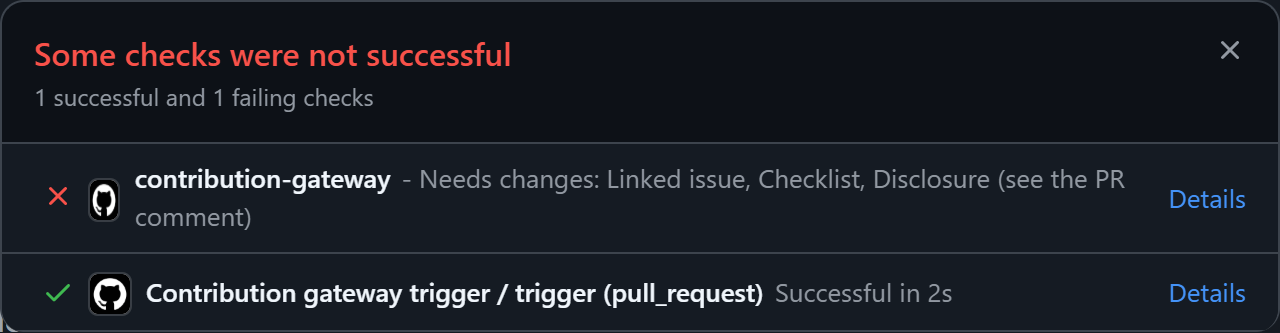 Some checks were not successful
1 successful and 1 failing checks
contribution-gateway - Needs changes: Linked issue, Checklist, Disclosure (see the PR
comment)
Details
Contribution gateway trigger / trigger (pull_request) Successful in 2s
Details